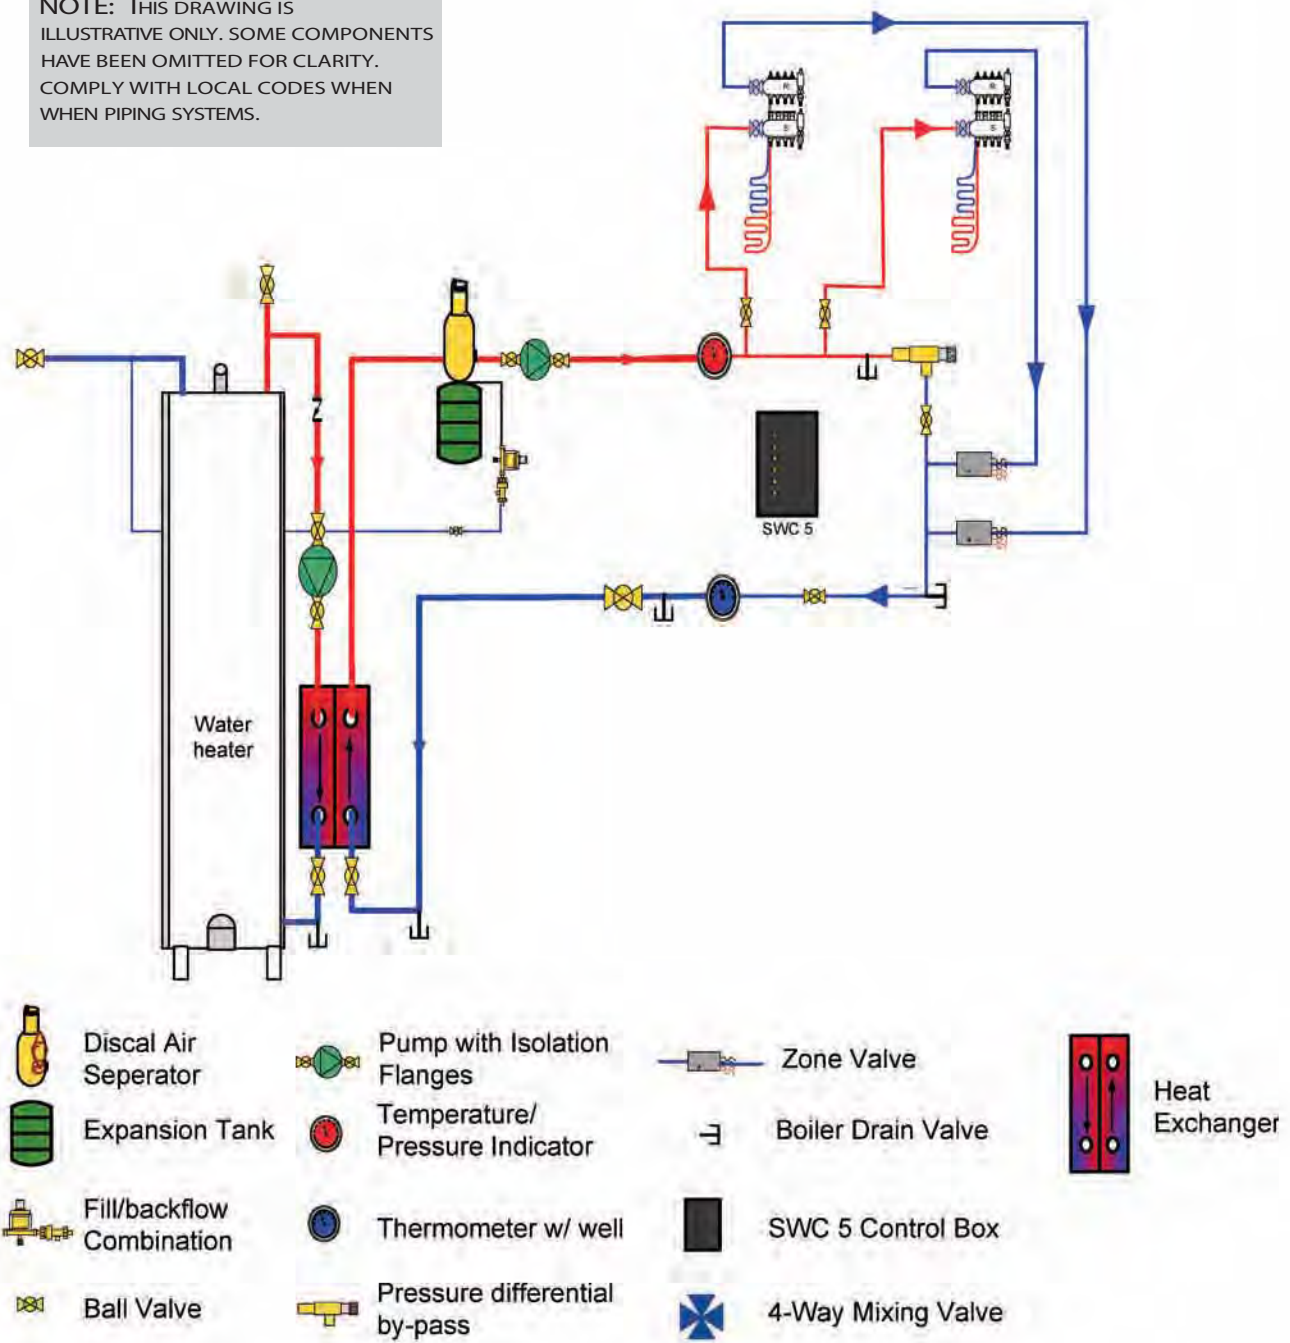 NOTE: THIS DRAWING IS
ILLUSTRATIVE ONLY. SOME COMPONENTS
HAVE BEEN OMITTED FOR CLARITY.
COMPLY WITH LOCAL CODES WHEN
WHEN PIPING SYSTEMS.
R
S
R
S
SWC 5
Water
heater
Discal Air
Seperator
Pump with Isolation
Flanges
Zone Valve
Heat
Exchanger
Expansion Tank
Temperature/
Pressure Indicator
Boiler Drain Valve
Fill/backflow
Combination
Thermometer w/ well
SWC 5 Control Box
Ball Valve
Pressure differential
by-pass
4-Way Mixing Valve